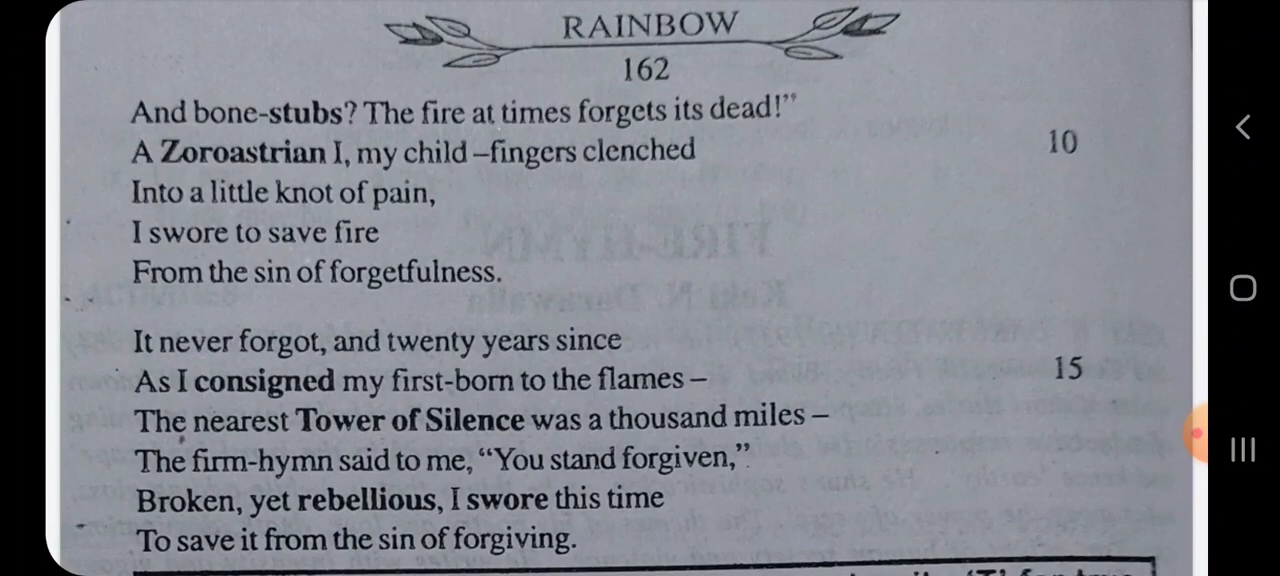 RAINBOW
162
And bone-stubs? The fire at times forgets its dead!”
A Zoroastrian I, my child –fingers clenched 10
Into a little knot of pain,
I swore to save fire
From the sin of forgetfulness.
It never forgot, and twenty years since
As I consigned my first-born to the flames – 15
The nearest Tower of Silence was a thousand miles –
The firm-hymn said to me, “You stand forgiven,”
Broken, yet rebellious, I swore this time
To save it from the sin of forgiving.